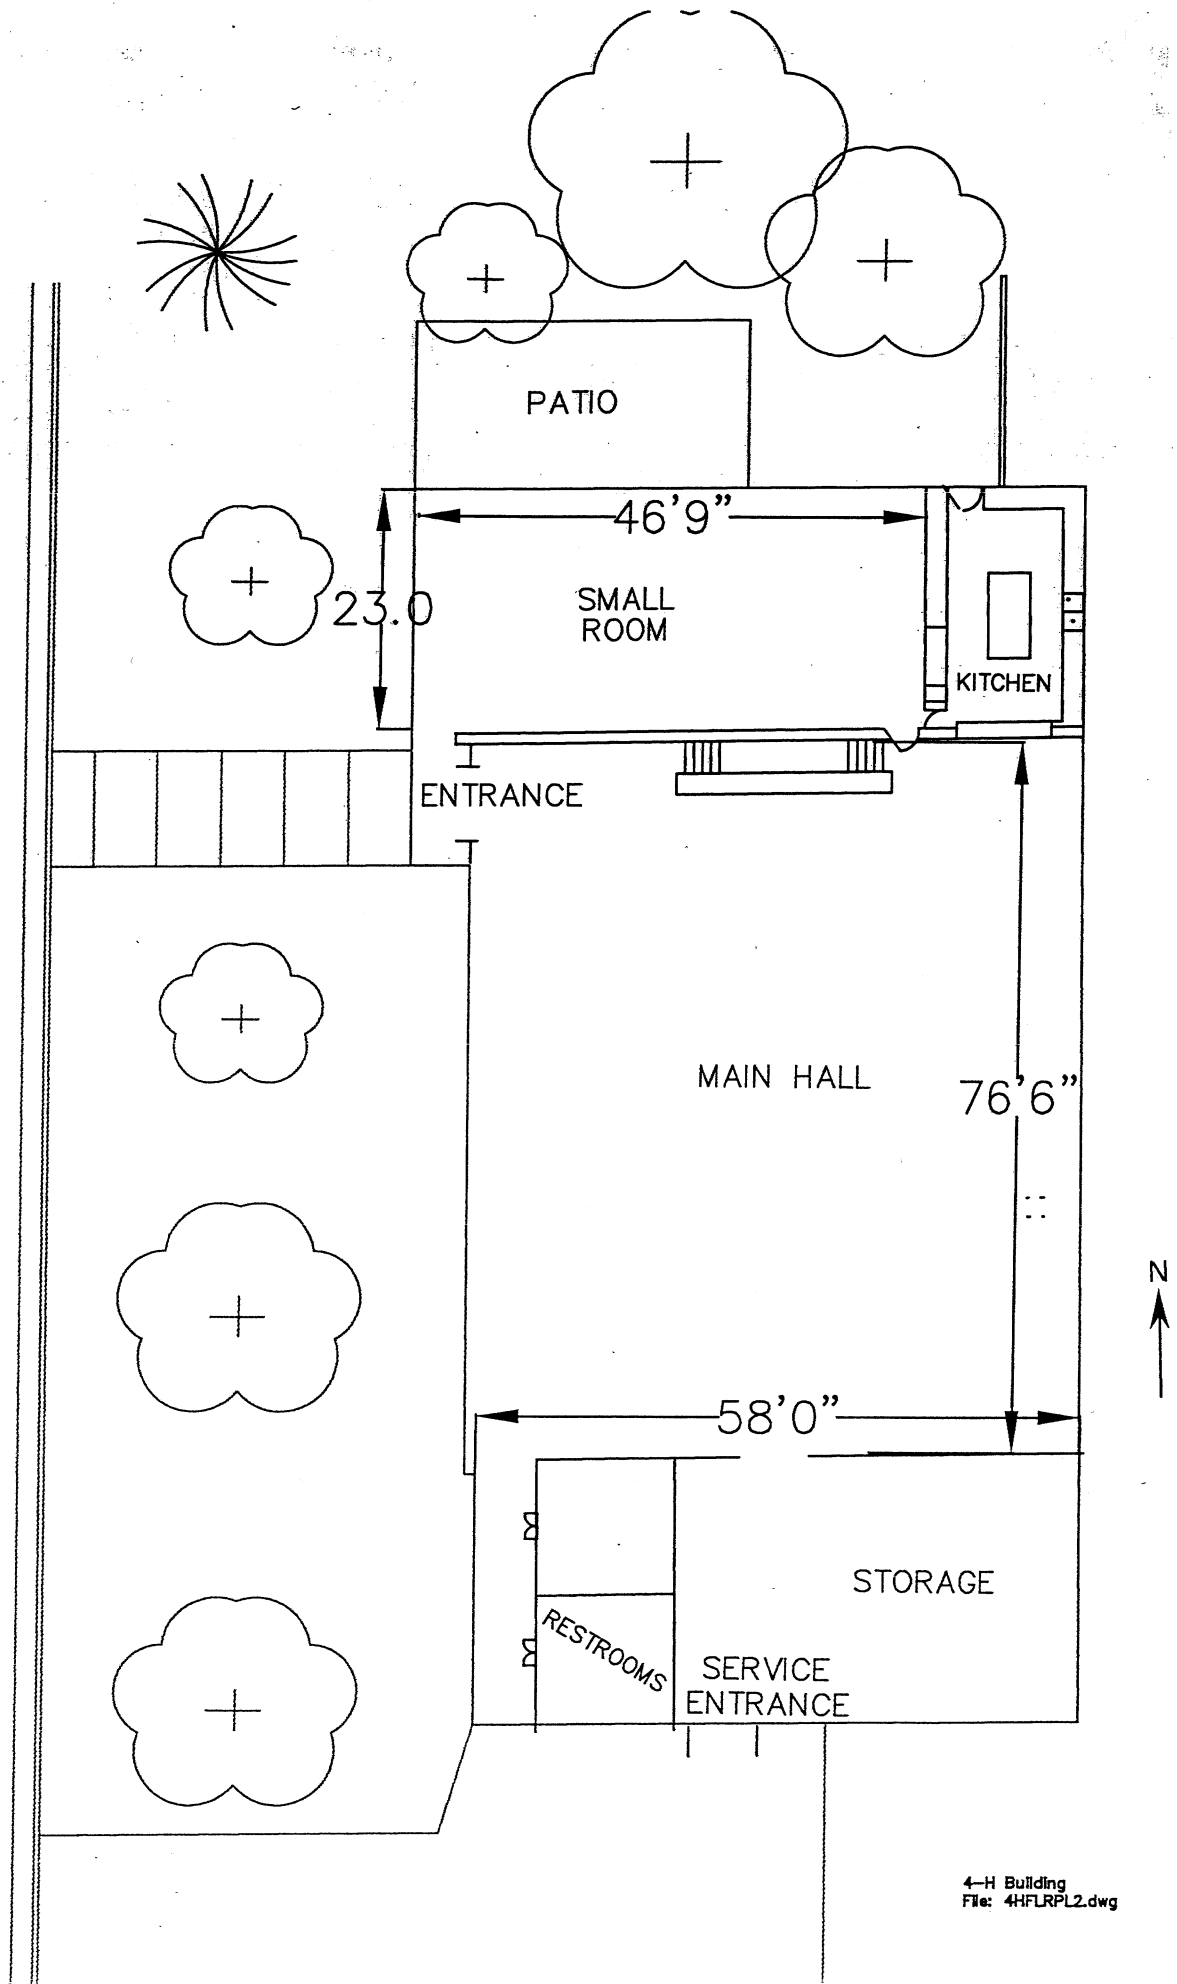 PATIO
46'9"
23.0
SMALL
ROOM
KITCHEN
ENTRANCE
MAIN HALL
76'6"
N
58'0"
STORAGE
RESTROOMS
SERVICE
ENTRANCE
4-H Building
File: 4HFLRPL2.dwg